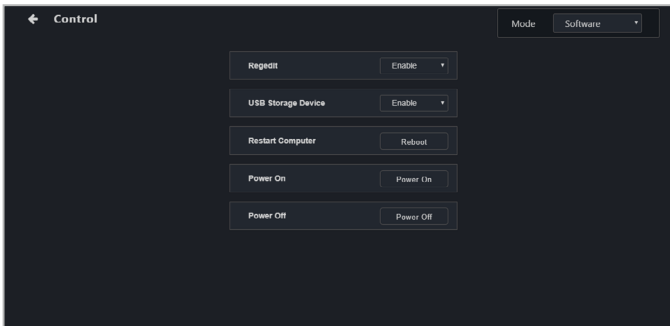 Control
Mode Software
Regedit Enable
USB Storage Device Enable
Restart Computer Reboot
Power On Power On
Power Off Power Off